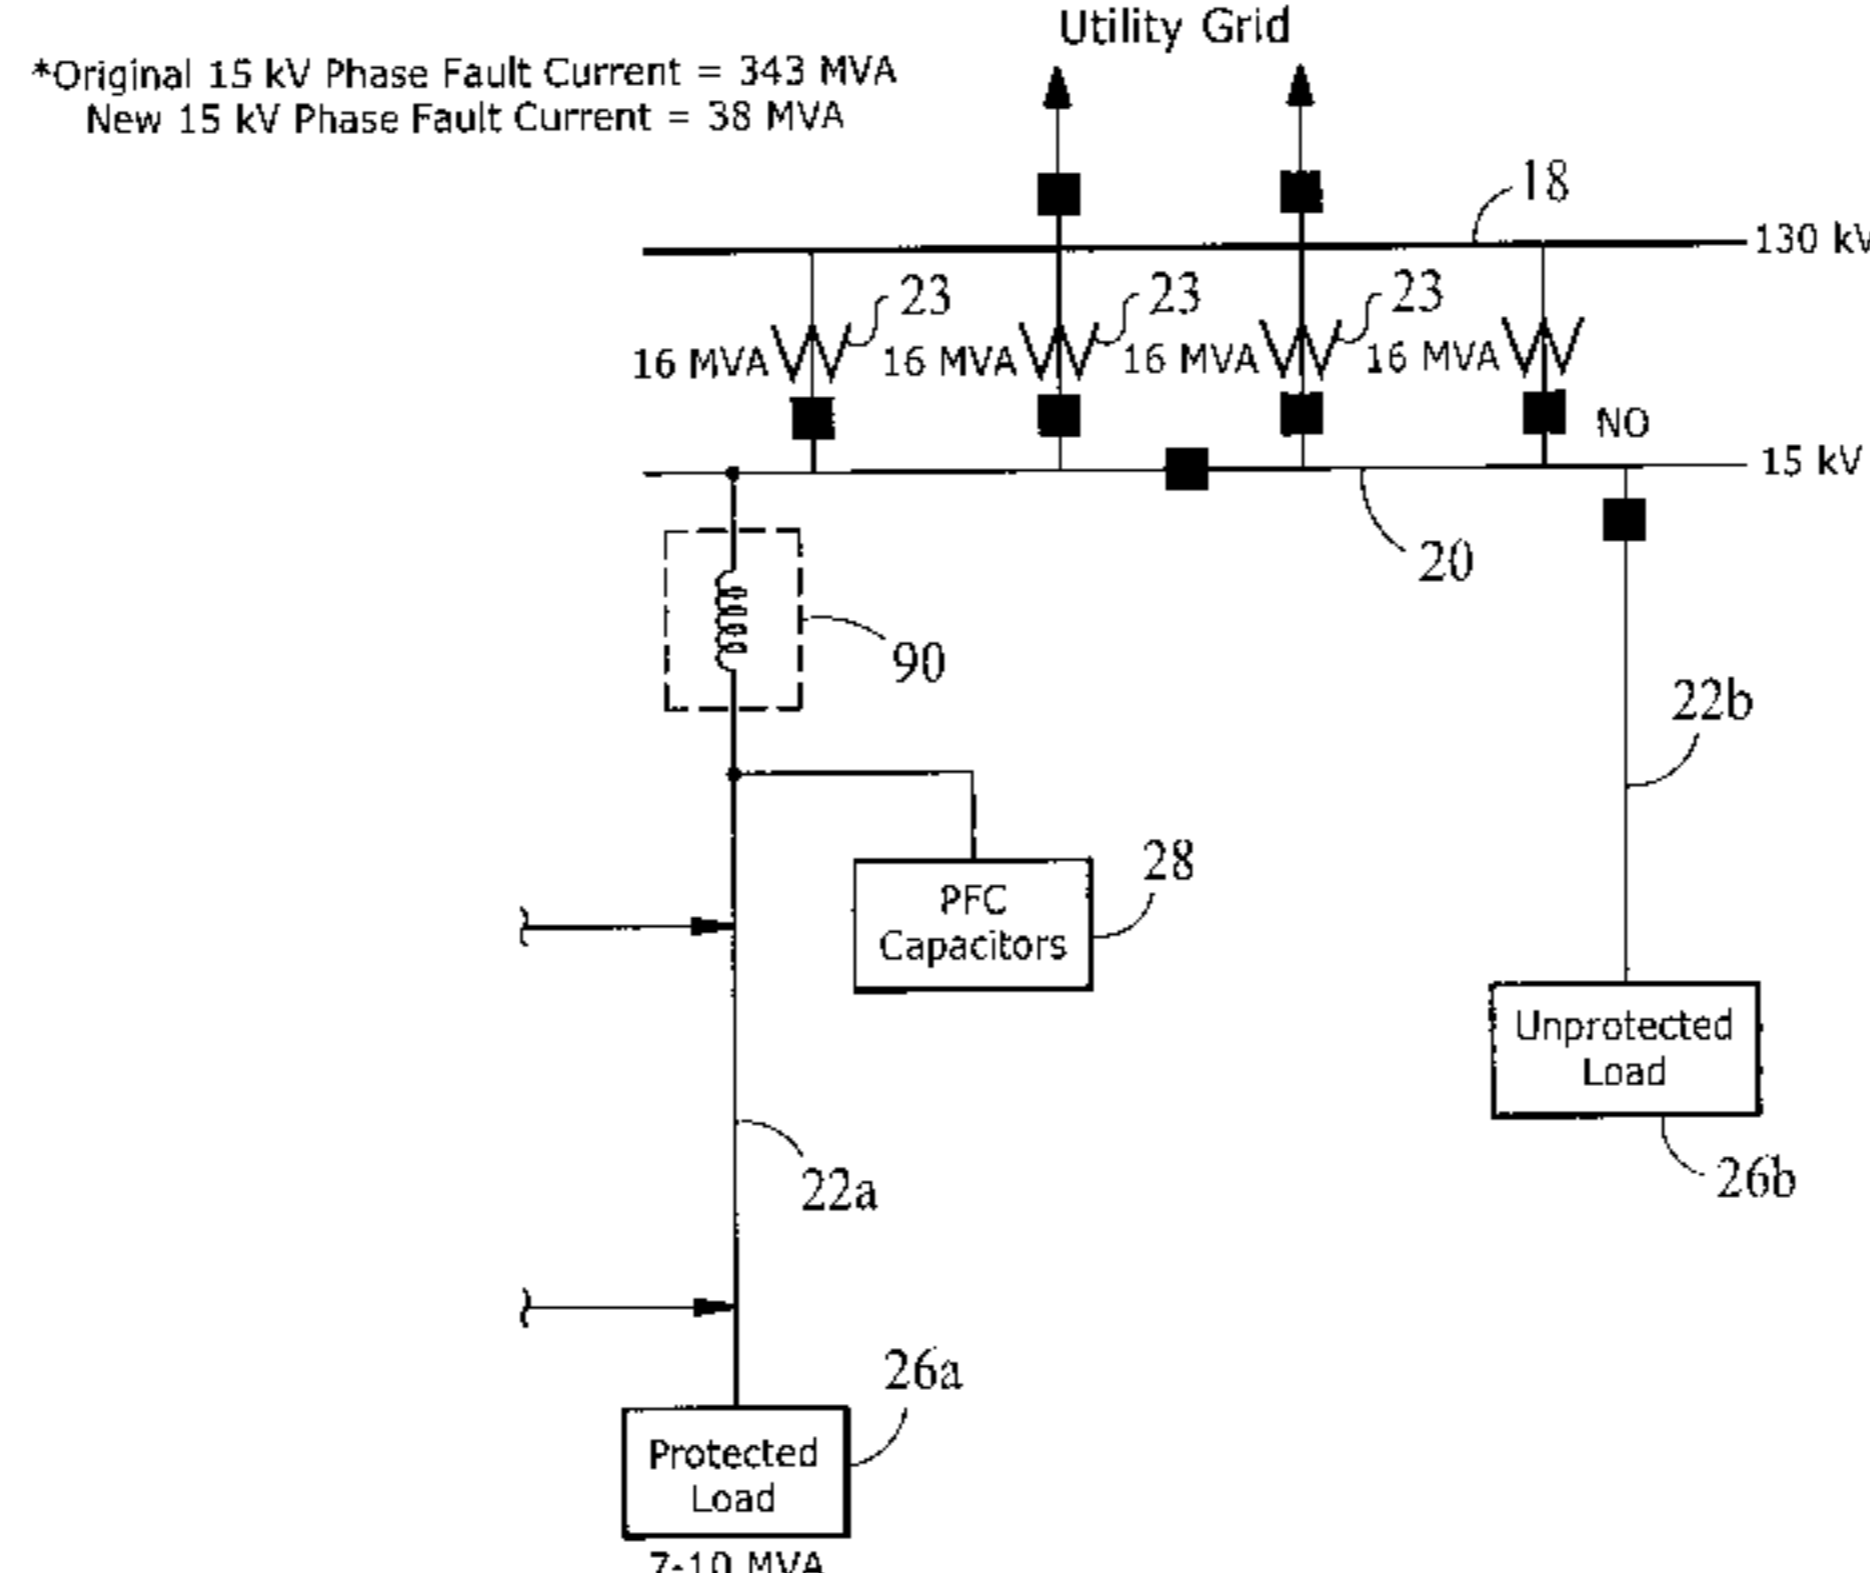 Utility Grid
*Original 15 kV Phase Fault Current = 343 MVA
New 15 kV Phase Fault Current = 38 MVA
18
130 kV
23
23
23
16 MVA
16 MVA
16 MVA
16 MVA
NO
15 kV
20
90
22b
28
PFC
Capacitors
Unprotected
Load
22a
26b
26a
Protected
Load
7-10 MVA